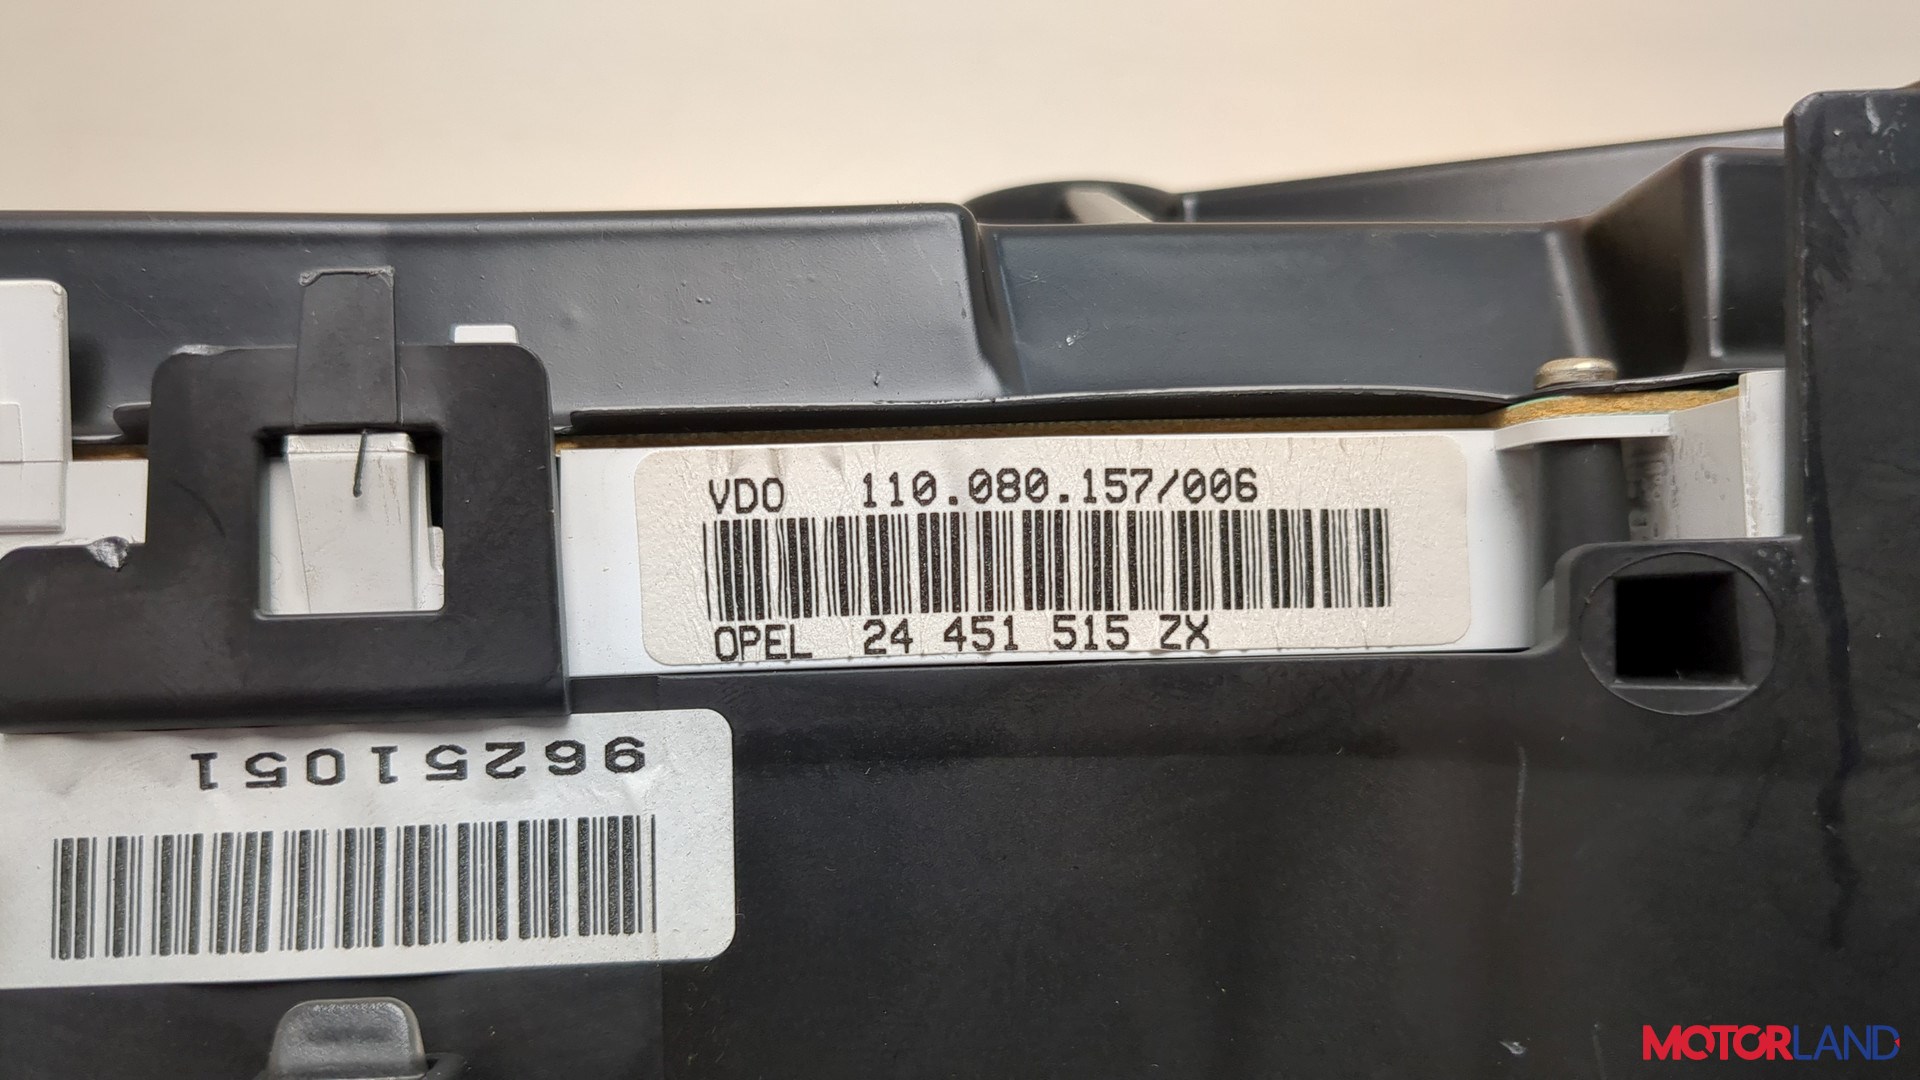 VDO 110.080.157/006
OPEL 24 451 515 ZX
96251051
MOTORLAND